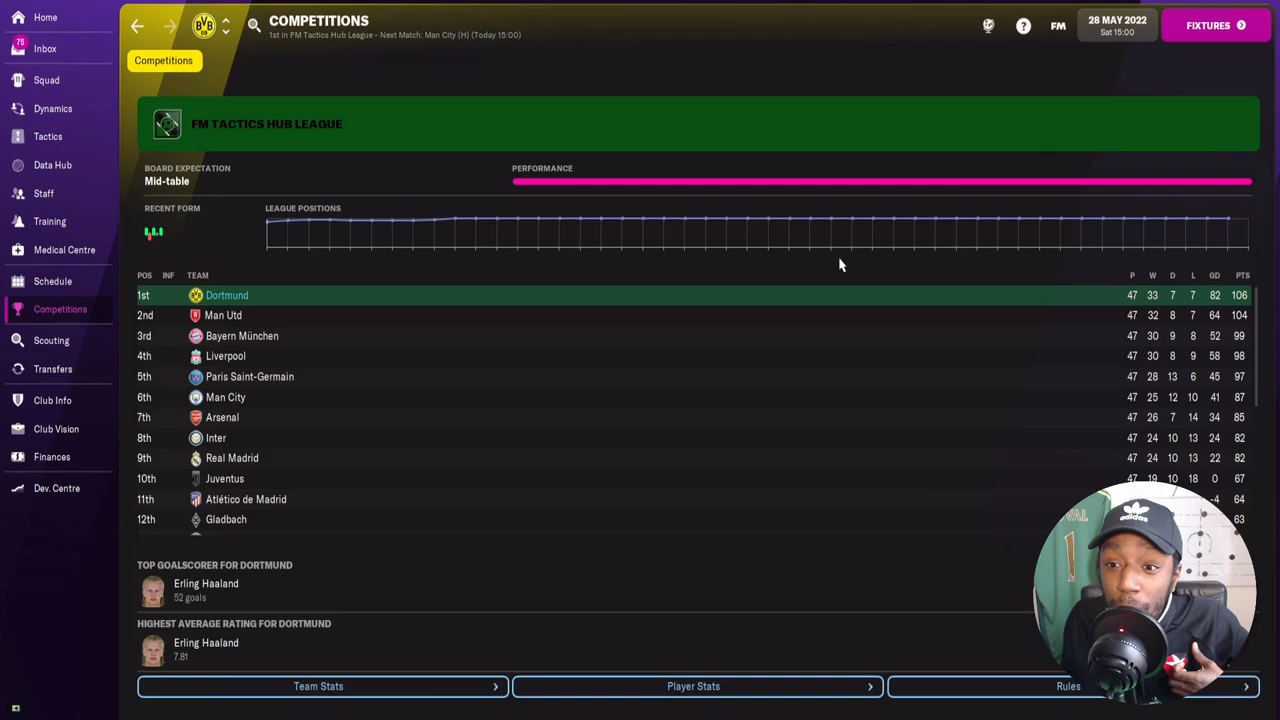 Home
75
Inbox
Squad
Dynamics
Tactics
Data Hub
Staff
Training
Medical Centre
Schedule
Competitions
Scouting
Transfers
Club Info
Club Vision
Finances
Dev. Centre
BVB
09
COMPETITIONS
1st in FM Tactics Hub League - Next Match: Man City (H) (Today 15:00)
?
FM
28 MAY 2022
Sat 15:00
FIXTURES
Competitions
FM TACTICS HUB LEAGUE
BOARD EXPECTATION
Mid-table
PERFORMANCE
RECENT FORM
LEAGUE POSITIONS
POS INF TEAM P W D L GD PTS
1st Dortmund 47 33 7 7 82 106
2nd Man Utd 47 32 8 7 64 104
3rd Bayern München 47 30 9 8 52 99
4th Liverpool 47 30 8 9 58 98
5th Paris Saint-Germain 47 28 13 6 45 97
6th Man City 47 25 12 10 41 87
7th Arsenal 47 26 7 14 34 85
8th Inter 47 24 10 13 24 82
9th Real Madrid 47 24 10 13 22 82
10th Juventus 47 19 10 18 0 67
11th Atlético de Madrid -4 64
12th Gladbach 63
TOP GOALSCORER FOR DORTMUND
Erling Haaland
52 goals
HIGHEST AVERAGE RATING FOR DORTMUND
Erling Haaland
7.81
Team Stats
Player Stats
Rules
adidas